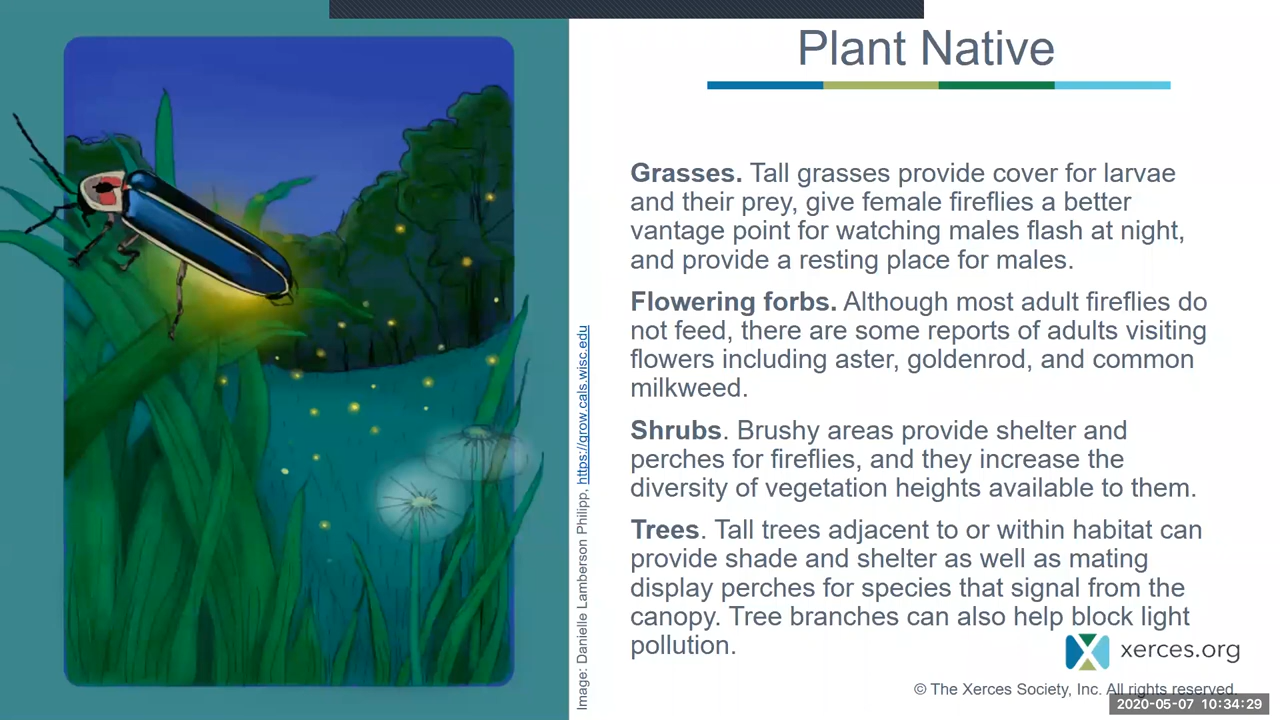 Plant Native
Grasses. Tall grasses provide cover for larvae
and their prey, give female fireflies a better
vantage point for watching males flash at night,
and provide a resting place for males.
Flowering forbs. Although most adult fireflies do
not feed, there are some reports of adults visiting
flowers including aster, goldenrod, and common
milkweed.
Shrubs. Brushy areas provide shelter and
perches for fireflies, and they increase the
diversity of vegetation heights available to them.
Trees. Tall trees adjacent to or within habitat can
provide shade and shelter as well as mating
display perches for species that signal from the
canopy. Tree branches can also help block light
pollution.
Image: Danielle Lamberson Philipp, https://grow.cals.wisc.edu
xerces.org
© The Xerces Society, Inc. All rights reserved.
2020-05-07 10:34:29